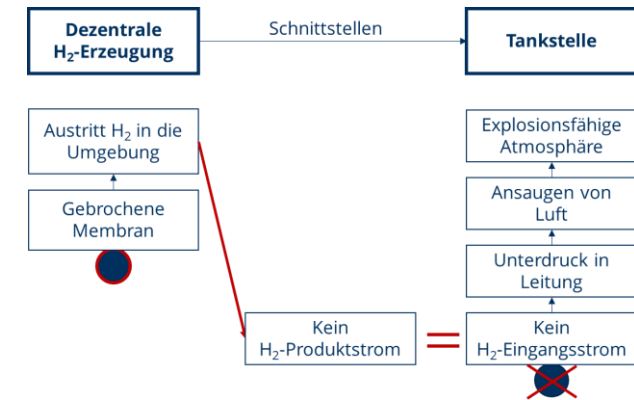 Dezentrale
H₂-Erzeugung
Schnittstellen
Tankstelle
Austritt H₂ in die
Umgebung
Gebrochene
Membran
Explosionsfähige
Atmosphäre
Ansaugen von
Luft
Unterdruck in
Leitung
Kein
H₂-Produktstrom
Kein
H₂-Eingangsstrom